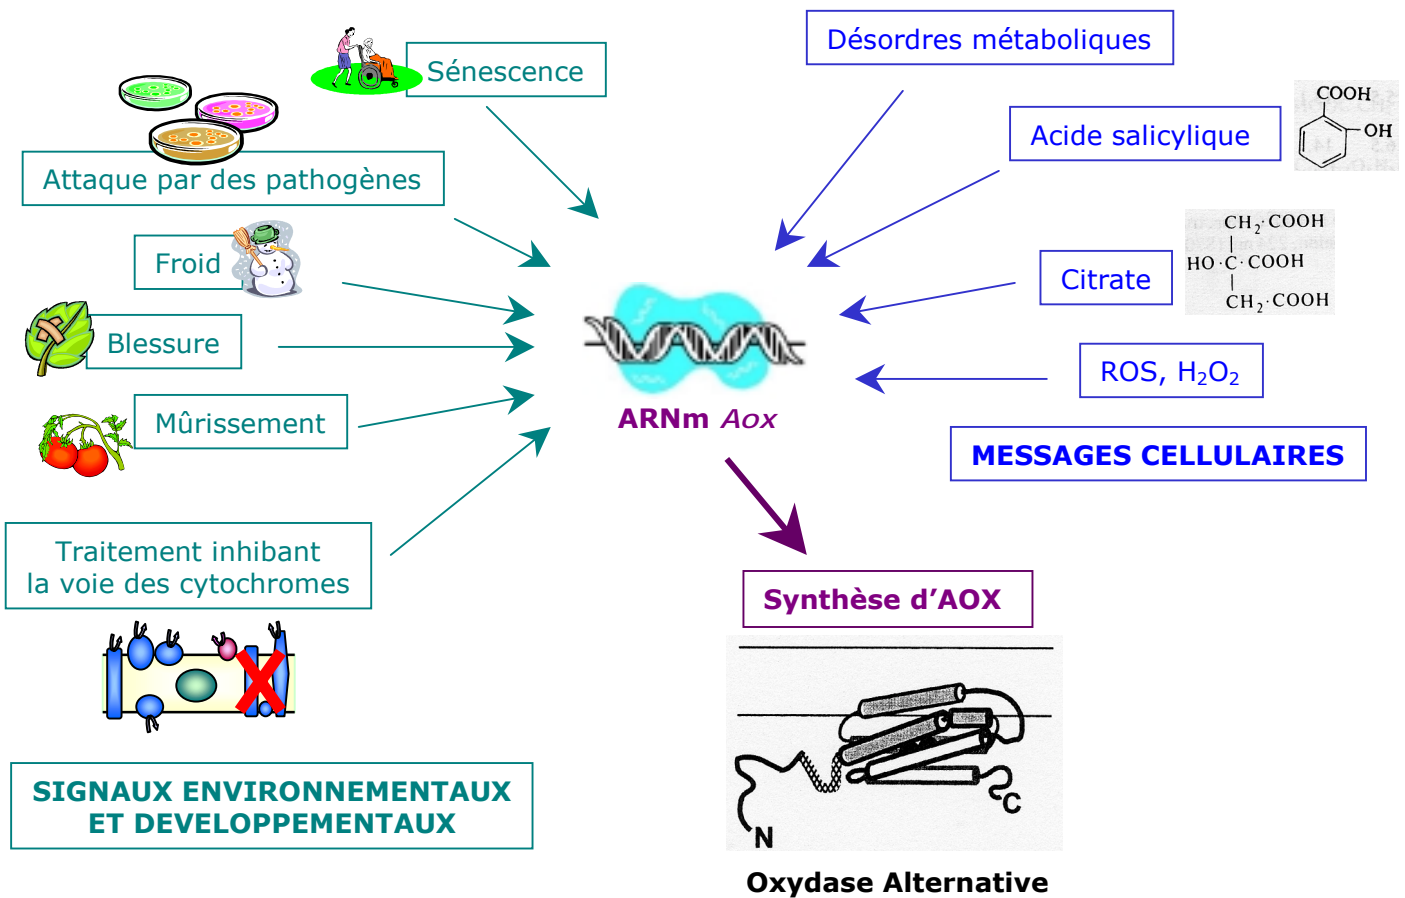 Sénescence
Attaque par des pathogènes
Froid
Blessure
Mûrissement
Traitement inhibant
la voie des cytochromes
SIGNAUX ENVIRONNEMENTAUX
ET DEVELOPPEMENTAUX
Désordres métaboliques
Acide salicylique
COOH
OH
Citrate
CH₂·COOH
HO·C·COOH
CH₂·COOH
ROS, H₂O₂
MESSAGES CELLULAIRES
ARNm Aox
Synthèse d’AOX
N
C
Oxydase Alternative